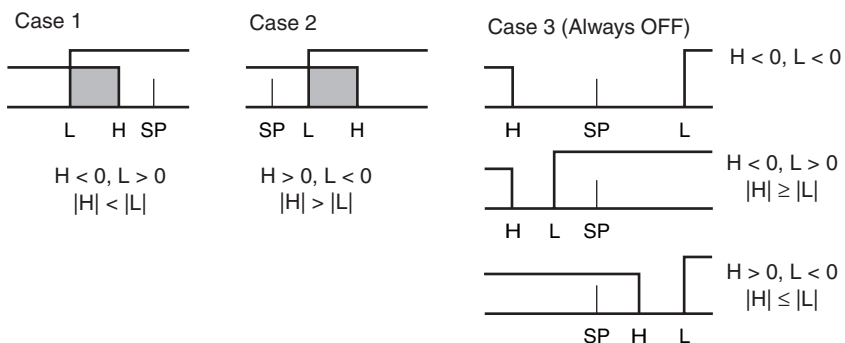 Case 1
L H SP
H < 0, L > 0
|H| < |L|
Case 2
SP L H
H > 0, L < 0
|H| > |L|
Case 3 (Always OFF)
H < 0, L < 0
H SP L
H < 0, L > 0
|H| ≥ |L|
H L SP
H > 0, L < 0
|H| ≤ |L|
SP H L